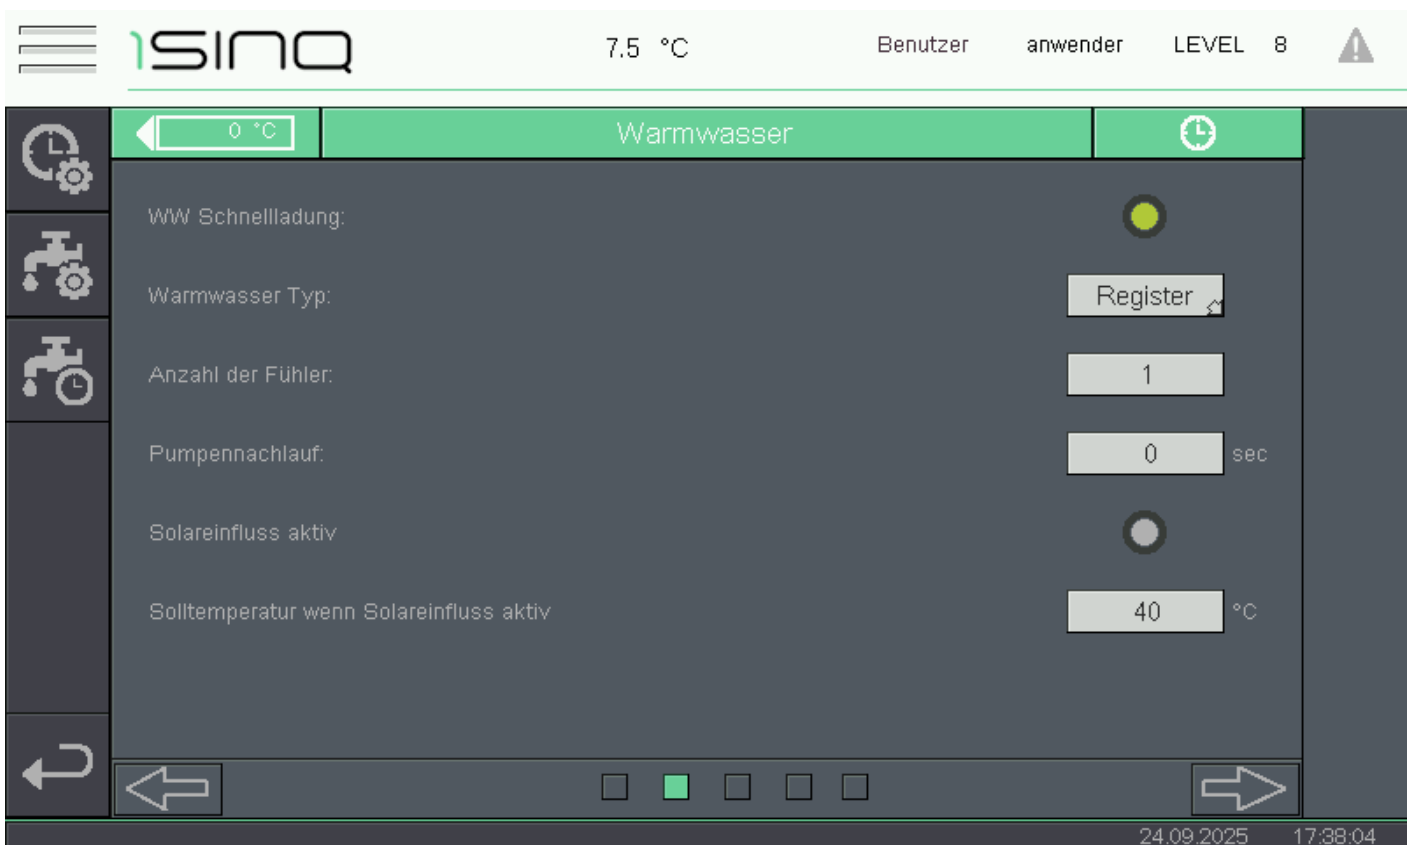 isinq
7.5 °C
Benutzer anwender LEVEL 8
0 °C
Warmwasser
WW Schnellladung:
Warmwasser Typ:
Register
Anzahl der Fühler:
1
Pumpennachlauf:
0 sec
Solareinfluss aktiv
Solltemperatur wenn Solareinfluss aktiv
40 °C
24.09.2025 17:38:04